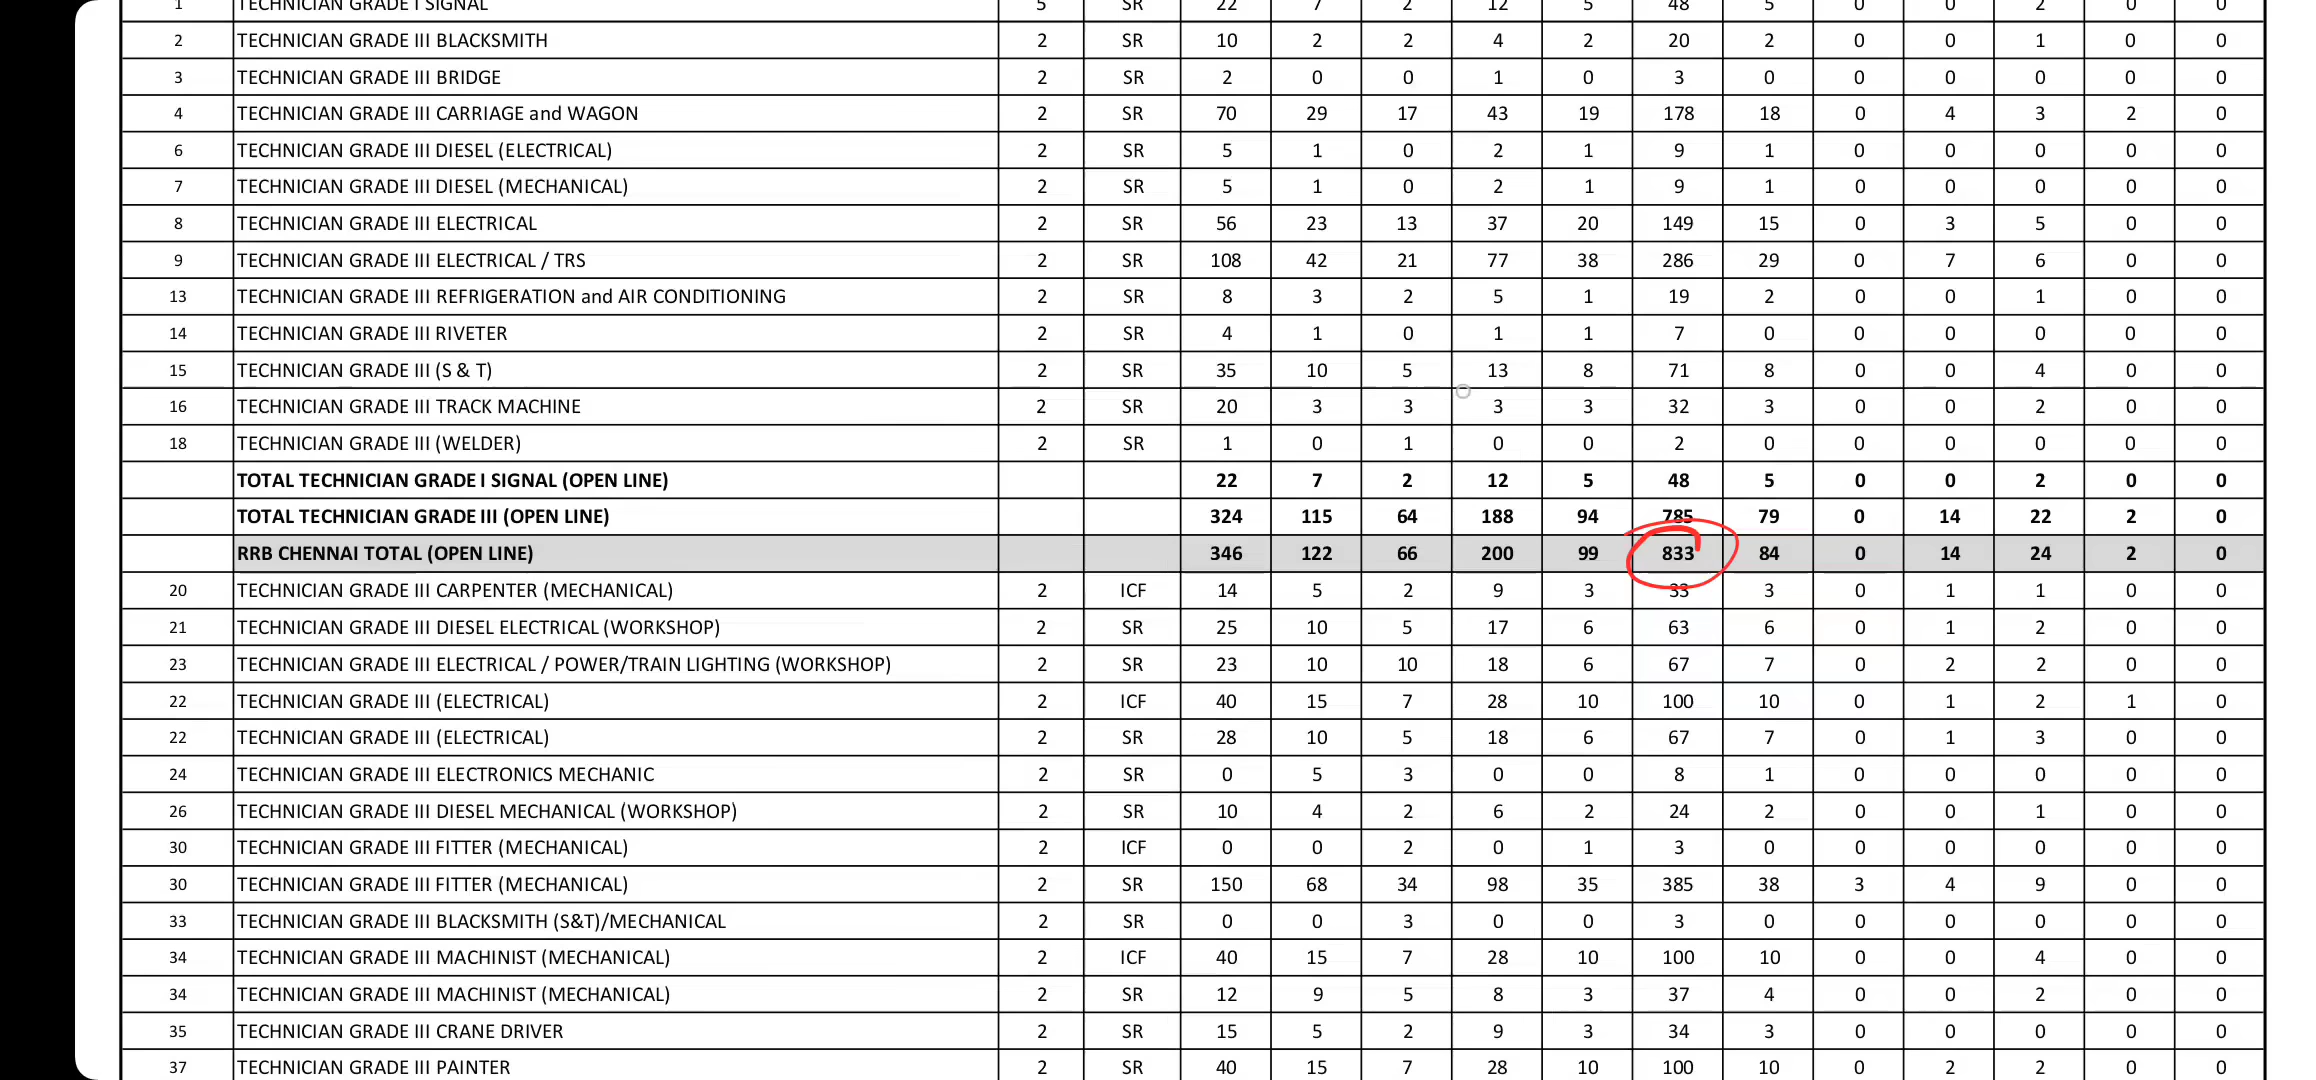 1 TECHNICIAN GRADE I SIGNAL 5 SR 22 7 2 12 5 48 5 0 0 2 0 0
2 TECHNICIAN GRADE III BLACKSMITH 2 SR 10 2 2 4 2 20 2 0 0 1 0 0
3 TECHNICIAN GRADE III BRIDGE 2 SR 2 0 0 1 0 3 0 0 0 0 0 0
4 TECHNICIAN GRADE III CARRIAGE and WAGON 2 SR 70 29 17 43 19 178 18 0 4 3 2 0
6 TECHNICIAN GRADE III DIESEL (ELECTRICAL) 2 SR 5 1 0 2 1 9 1 0 0 0 0 0
7 TECHNICIAN GRADE III DIESEL (MECHANICAL) 2 SR 5 1 0 2 1 9 1 0 0 0 0 0
8 TECHNICIAN GRADE III ELECTRICAL 2 SR 56 23 13 37 20 149 15 0 3 5 0 0
9 TECHNICIAN GRADE III ELECTRICAL / TRS 2 SR 108 42 21 77 38 286 29 0 7 6 0 0
13 TECHNICIAN GRADE III REFRIGERATION and AIR CONDITIONING 2 SR 8 3 2 5 1 19 2 0 0 1 0 0
14 TECHNICIAN GRADE III RIVETER 2 SR 4 1 0 1 1 7 0 0 0 0 0 0
15 TECHNICIAN GRADE III (S & T) 2 SR 35 10 5 13 8 71 8 0 0 4 0 0
16 TECHNICIAN GRADE III TRACK MACHINE 2 SR 20 3 3 3 3 32 3 0 0 2 0 0
18 TECHNICIAN GRADE III (WELDER) 2 SR 1 0 1 0 0 2 0 0 0 0 0 0
TOTAL TECHNICIAN GRADE I SIGNAL (OPEN LINE) 22 7 2 12 5 48 5 0 0 2 0 0
TOTAL TECHNICIAN GRADE III (OPEN LINE) 324 115 64 188 94 785 79 0 14 22 2 0
RRB CHENNAI TOTAL (OPEN LINE) 346 122 66 200 99 833 84 0 14 24 2 0
20 TECHNICIAN GRADE III CARPENTER (MECHANICAL) 2 ICF 14 5 2 9 3 33 3 0 1 1 0 0
21 TECHNICIAN GRADE III DIESEL ELECTRICAL (WORKSHOP) 2 SR 25 10 5 17 6 63 6 0 1 2 0 0
23 TECHNICIAN GRADE III ELECTRICAL / POWER/TRAIN LIGHTING (WORKSHOP) 2 SR 23 10 10 18 6 67 7 0 2 2 0 0
22 TECHNICIAN GRADE III (ELECTRICAL) 2 ICF 40 15 7 28 10 100 10 0 1 2 1 0
22 TECHNICIAN GRADE III (ELECTRICAL) 2 SR 28 10 5 18 6 67 7 0 1 3 0 0
24 TECHNICIAN GRADE III ELECTRONICS MECHANIC 2 SR 0 5 3 0 0 8 1 0 0 0 0 0
26 TECHNICIAN GRADE III DIESEL MECHANICAL (WORKSHOP) 2 SR 10 4 2 6 2 24 2 0 0 1 0 0
30 TECHNICIAN GRADE III FITTER (MECHANICAL) 2 ICF 0 0 2 0 1 3 0 0 0 0 0 0
30 TECHNICIAN GRADE III FITTER (MECHANICAL) 2 SR 150 68 34 98 35 385 38 3 4 9 0 0
33 TECHNICIAN GRADE III BLACKSMITH (S&T)/MECHANICAL 2 SR 0 0 3 0 0 3 0 0 0 0 0 0
34 TECHNICIAN GRADE III MACHINIST (MECHANICAL) 2 ICF 40 15 7 28 10 100 10 0 0 4 0 0
34 TECHNICIAN GRADE III MACHINIST (MECHANICAL) 2 SR 12 9 5 8 3 37 4 0 0 2 0 0
35 TECHNICIAN GRADE III CRANE DRIVER 2 SR 15 5 2 9 3 34 3 0 0 0 0 0
37 TECHNICIAN GRADE III PAINTER 2 SR 40 15 7 28 10 100 10 0 2 2 0 0